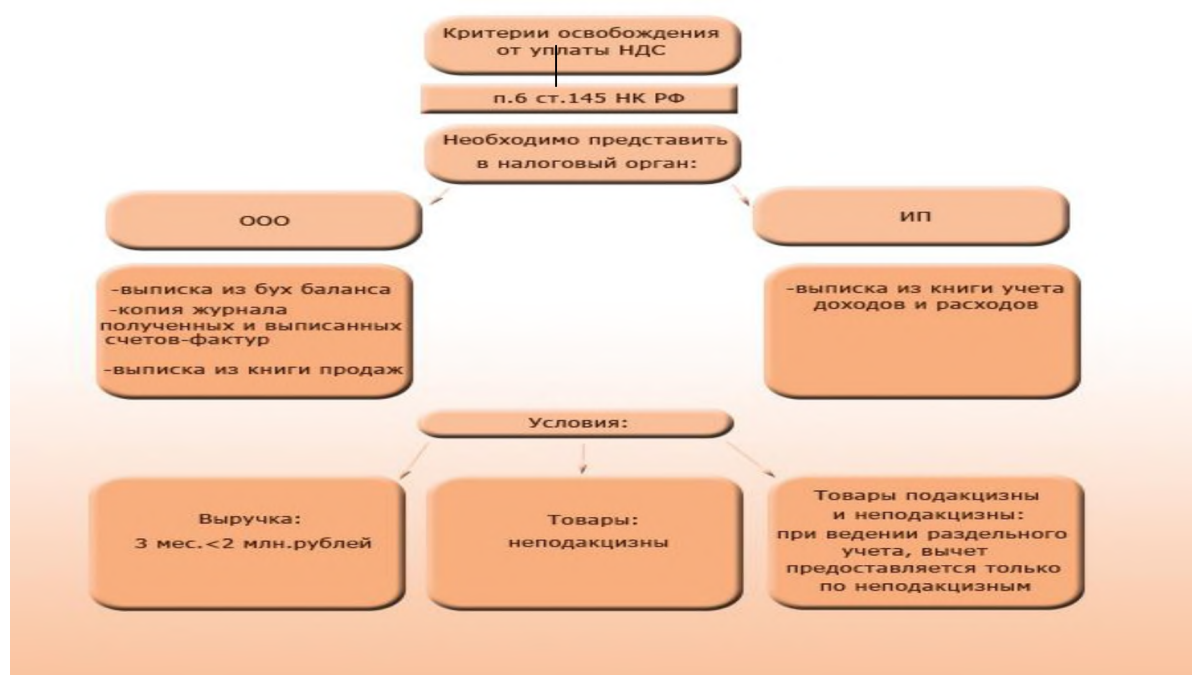 Критерии освобождения
от уплаты НДС
п.6 ст.145 НК РФ
Необходимо представить
в налоговый орган:
ООО
ИП
-выписка из бух баланса
-копия журнала
полученных и выписанных
счетов-фактур
-выписка из книги продаж
-выписка из книги учета
доходов и расходов
Условия:
Выручка:
3 мес.<2 млн.рублей
Товары:
неподакцизны
Товары подакцизны
и неподакцизны:
при ведении раздельного
учета, вычет
предоставляется только
по неподакцизным